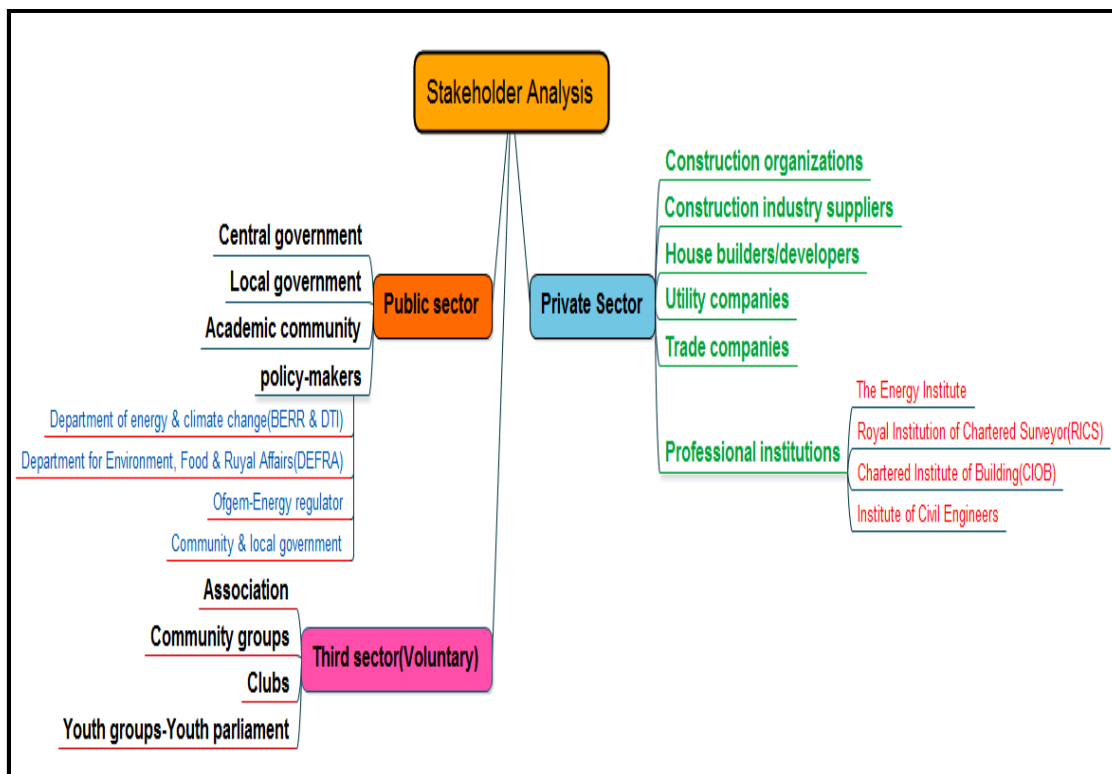 Stakeholder Analysis
Central government
Local government
Academic community
policy-makers
Public sector
Department of energy & climate change(BERR & DTI)
Department for Environment, Food & Ruyal Affairs(DEFRA)
Ofgem-Energy regulator
Community & local government
Association
Community groups
Clubs
Youth groups-Youth parliament
Third sector(Voluntary)
Private Sector
Construction organizations
Construction industry suppliers
House builders/developers
Utility companies
Trade companies
Professional institutions
The Energy Institute
Royal Institution of Chartered Surveyor(RICS)
Chartered Institute of Building(CIOB)
Institute of Civil Engineers